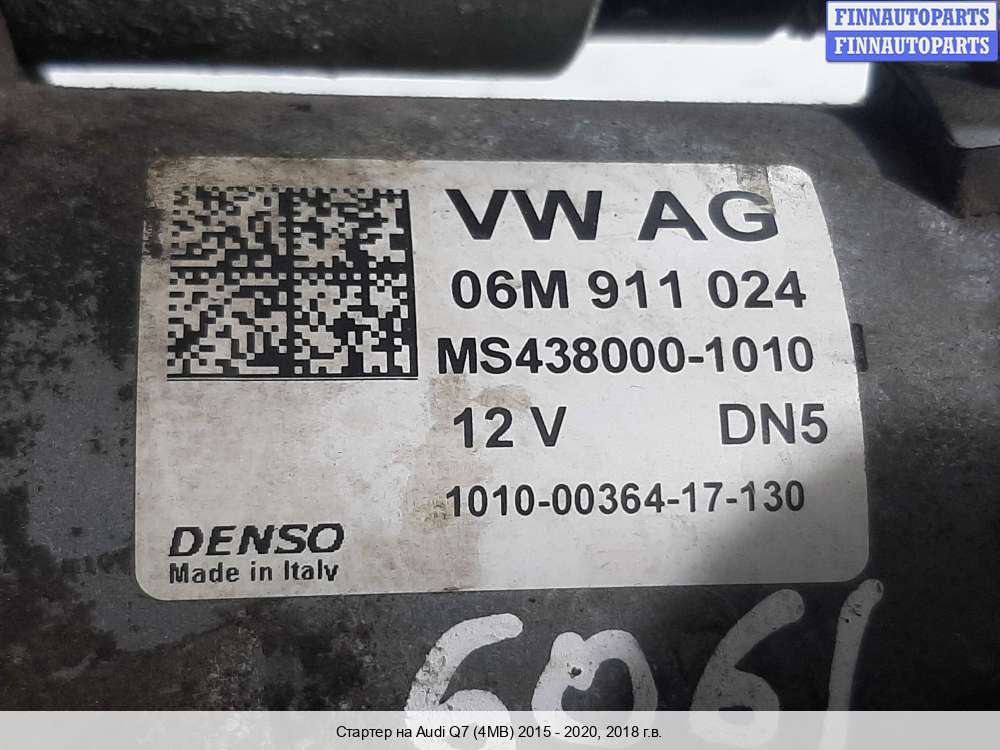 FINNAUTOPARTS
FINNAUTOPARTS
VW AG
06M 911 024
MS438000-1010
12 V DN5
1010-00364-17-130
DENSO
Made in Italy
6061
Стартер на Audi Q7 (4MB) 2015 - 2020, 2018 г.в.